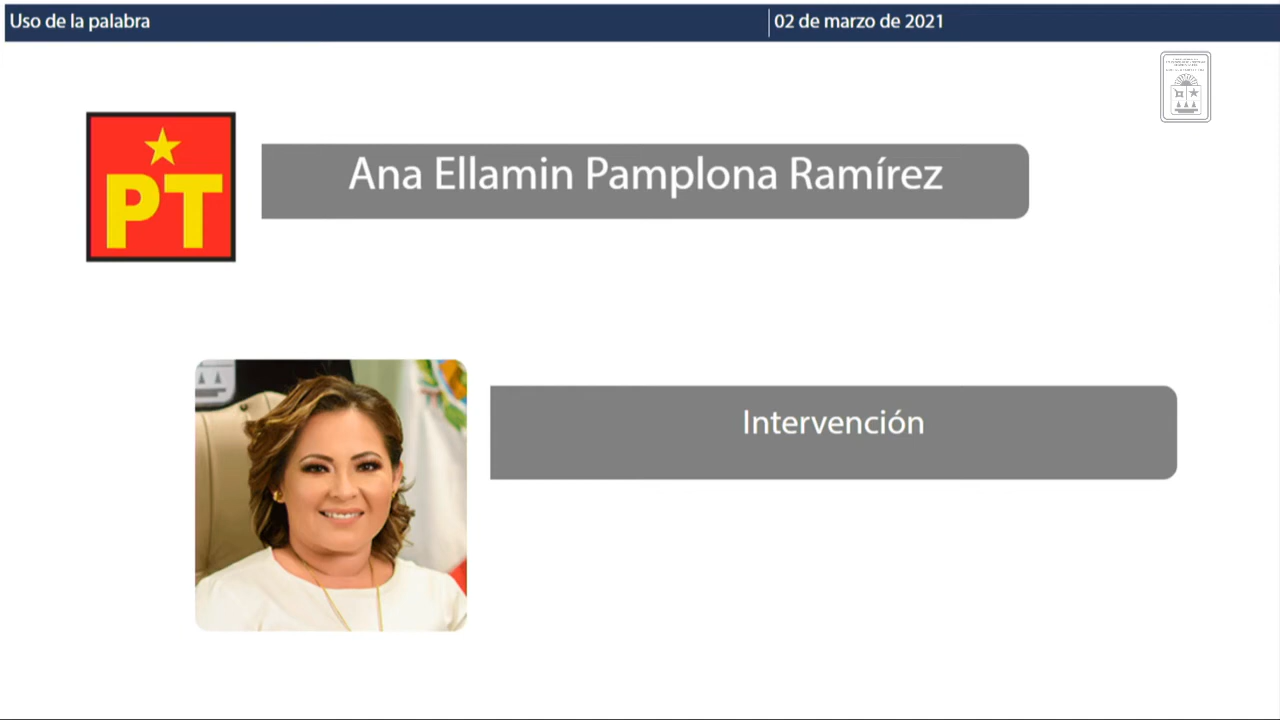 Uso de la palabra
02 de marzo de 2021
PT
Ana Ellamin Pamplona Ramírez
Intervención